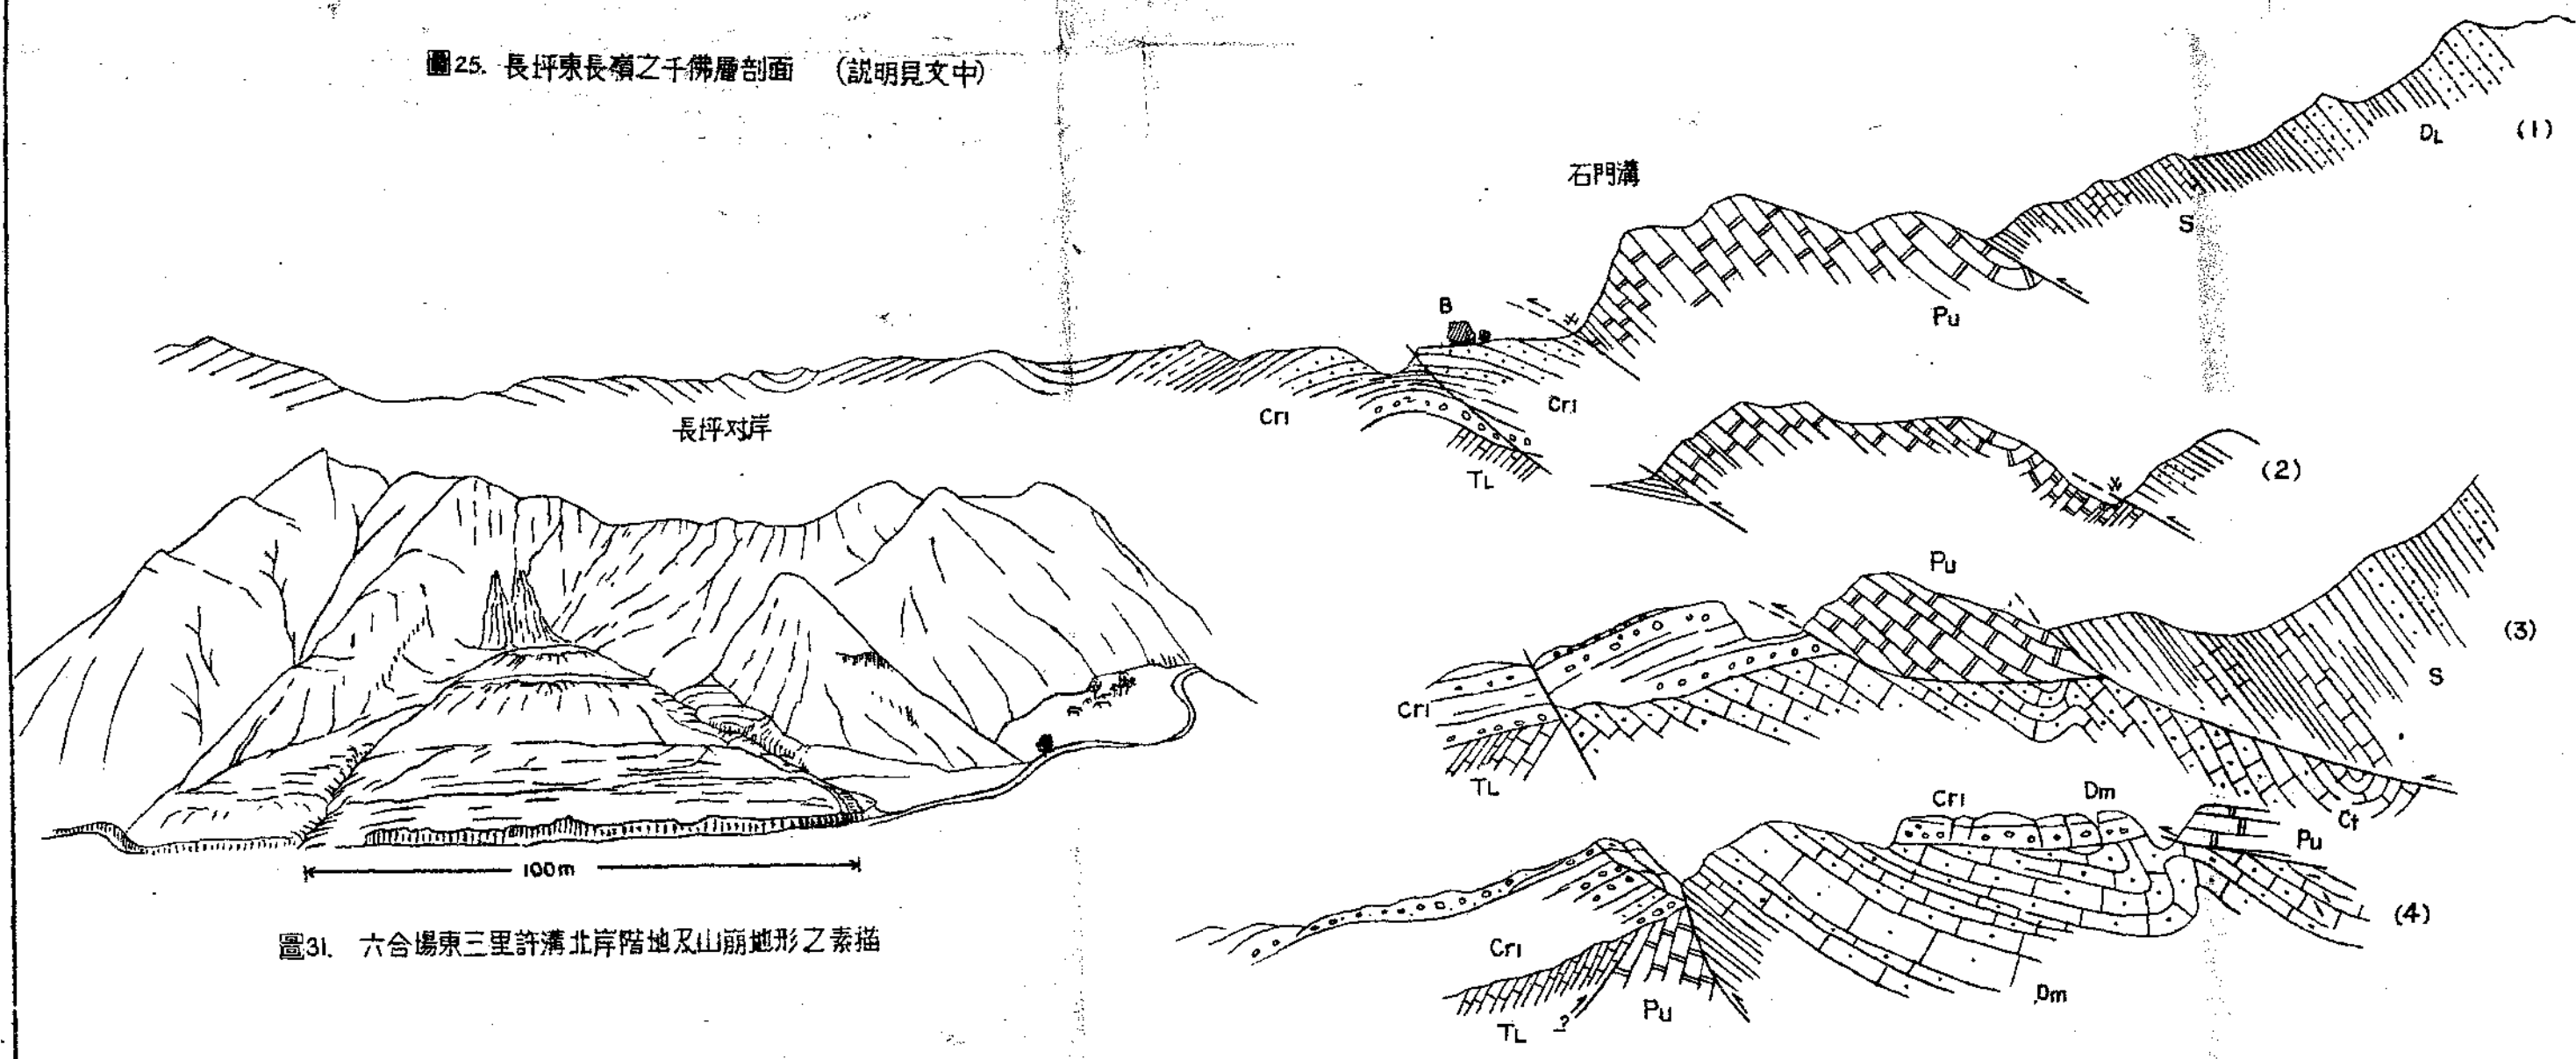 圖25. 長坪東長嶺之千佛層剖面 (説明見文中)
石門溝
DL
(1)
S
Pu
B
Cr1
Cr1
長坪对岸
TL
(2)
Pu
(3)
S
Cr1
TL
Ct
Cr1
Dm
Pu
(4)
Cr1
Dm
Pu
TL
?
100m
圖31. 六合場東三里許溝北岸階地及山崩地形之素描